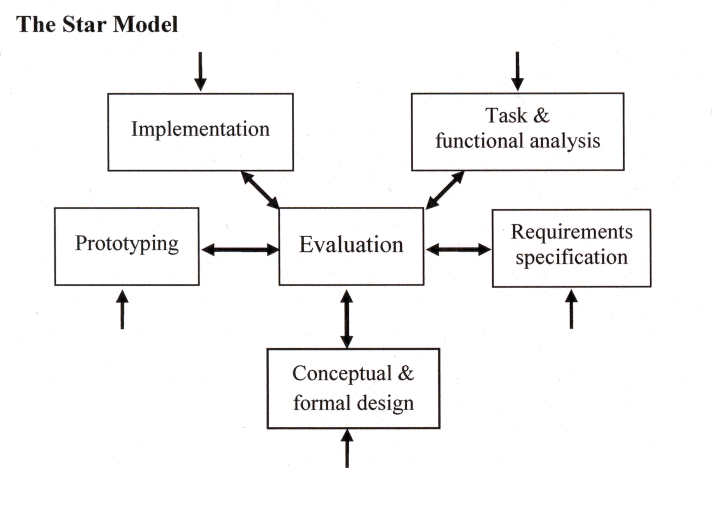 The Star Model
Implementation
Task &
functional analysis
Prototyping
Evaluation
Requirements
specification
Conceptual &
formal design